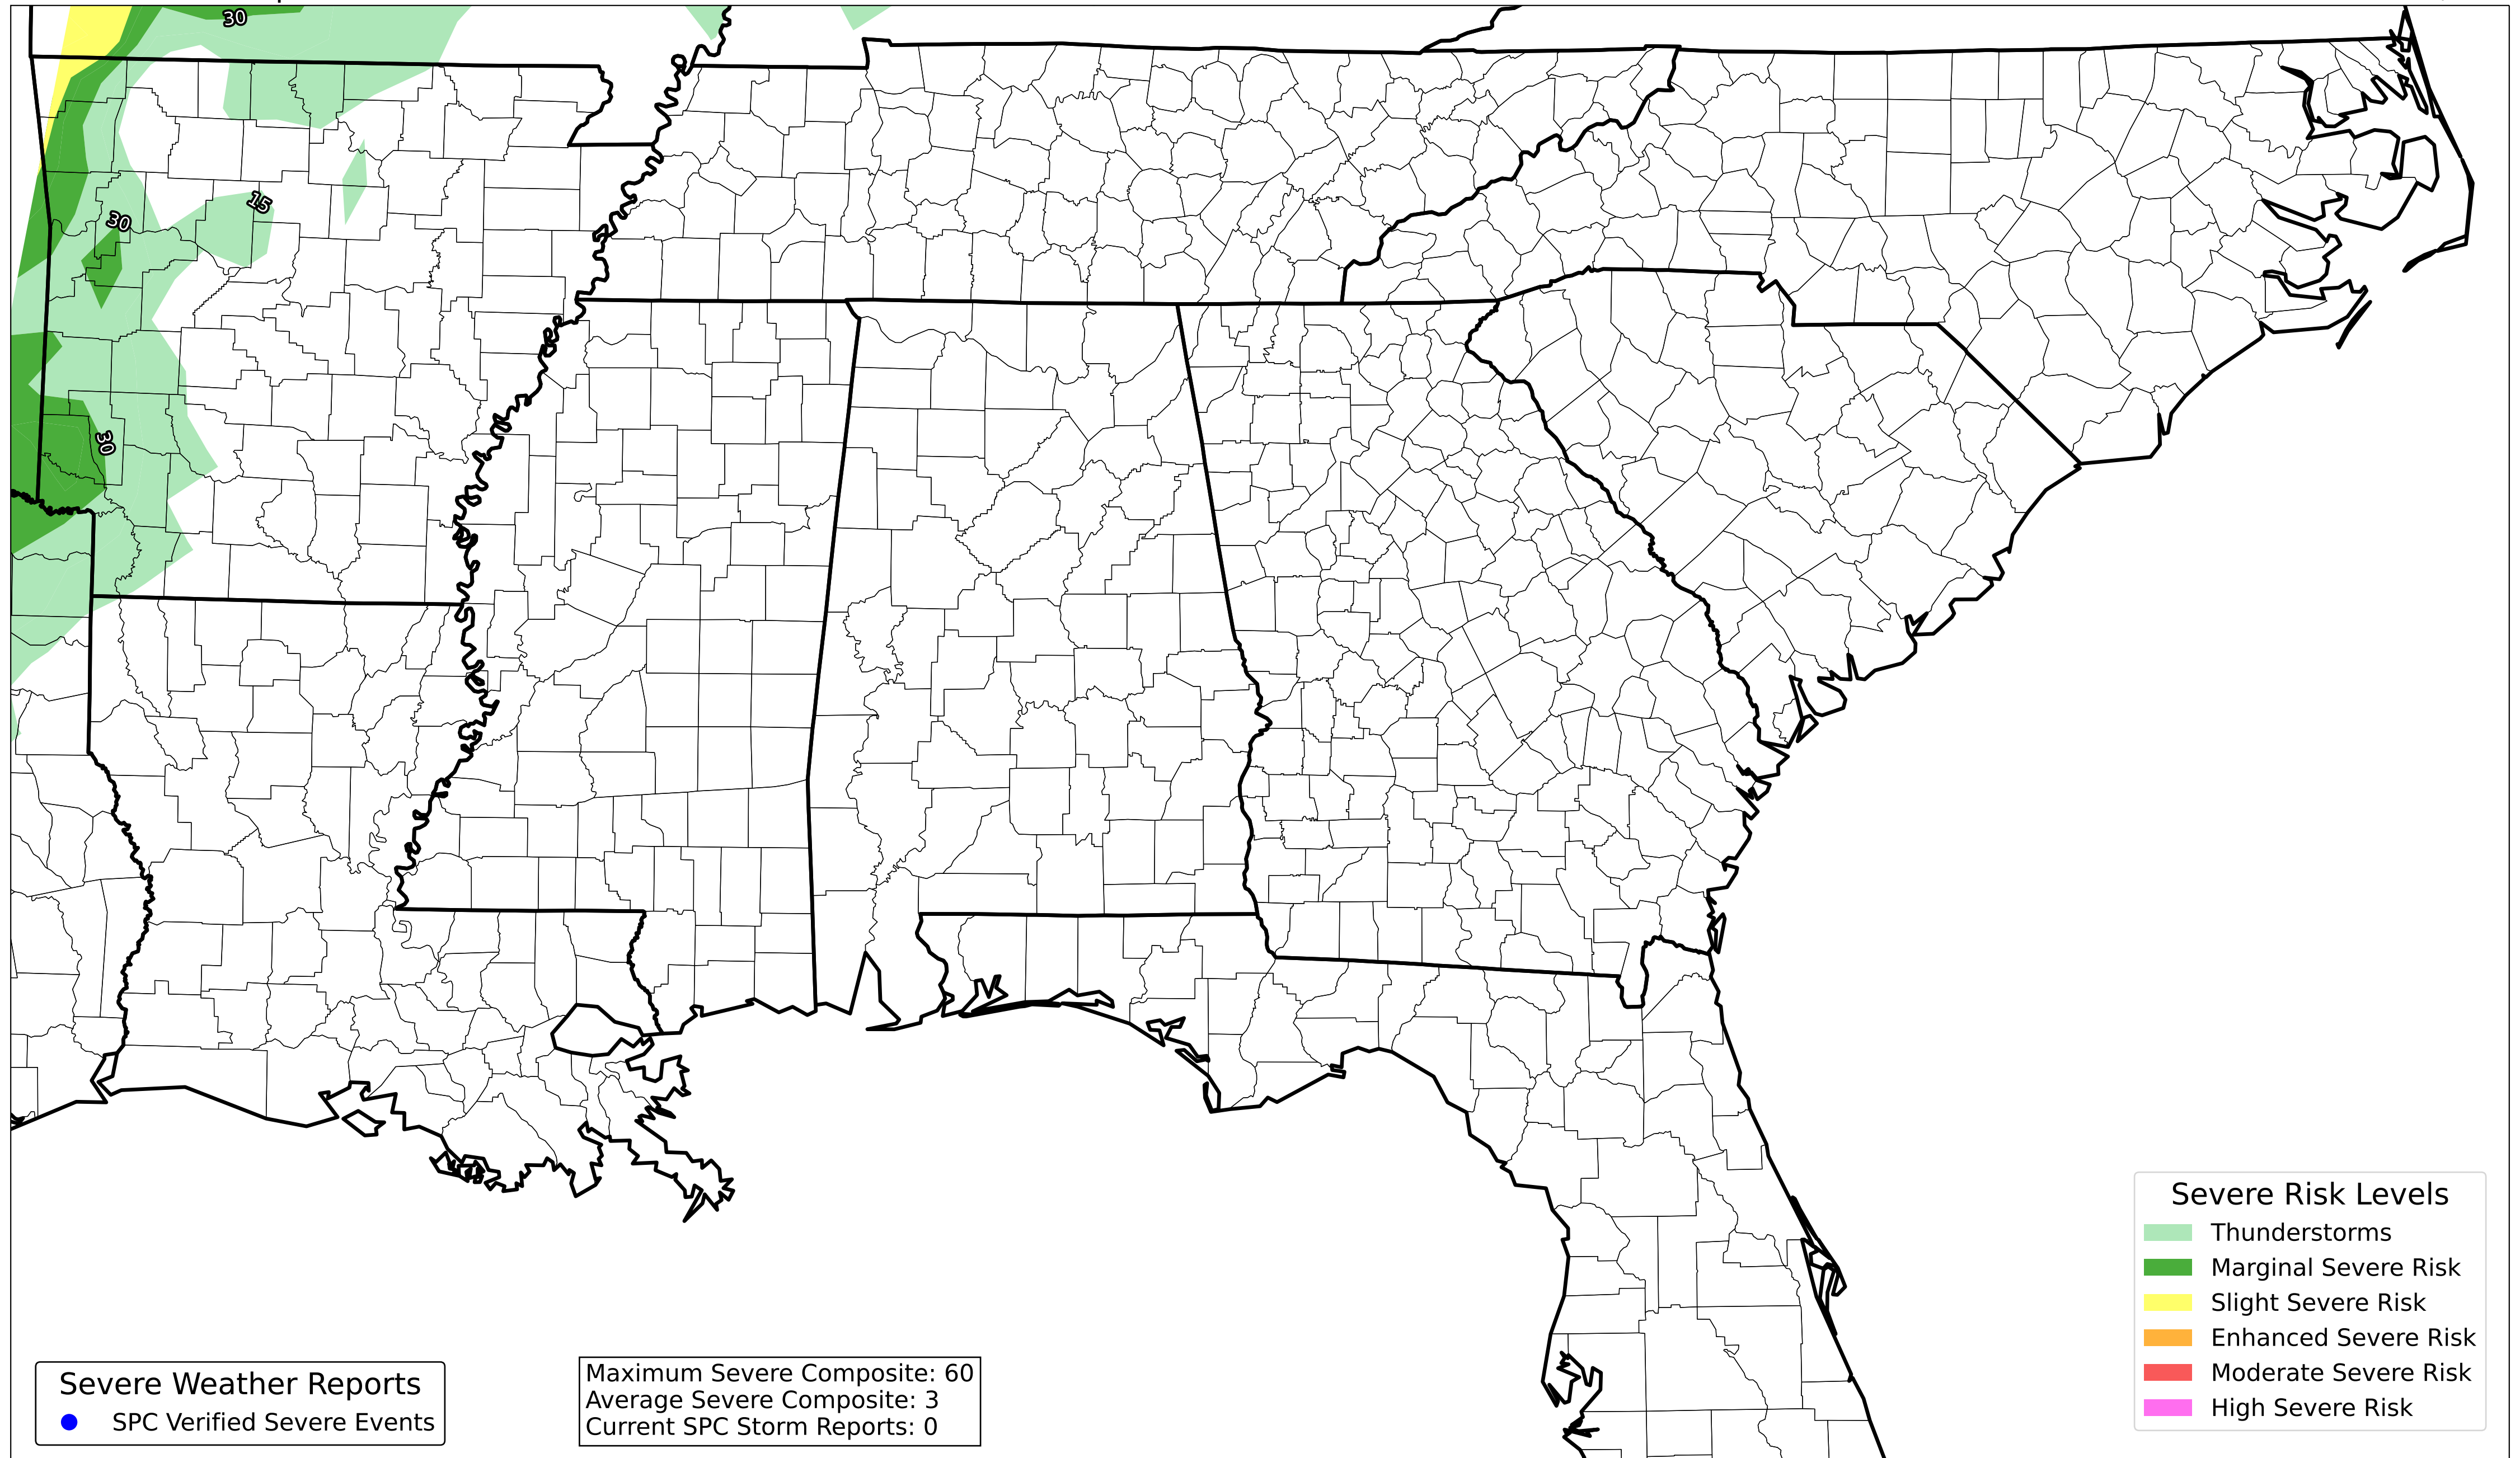 30
15
30
30
Severe Risk Levels
Thunderstorms
Marginal Severe Risk
Slight Severe Risk
Enhanced Severe Risk
Moderate Severe Risk
High Severe Risk
Severe Weather Reports
SPC Verified Severe Events
Maximum Severe Composite: 60
Average Severe Composite: 3
Current SPC Storm Reports: 0